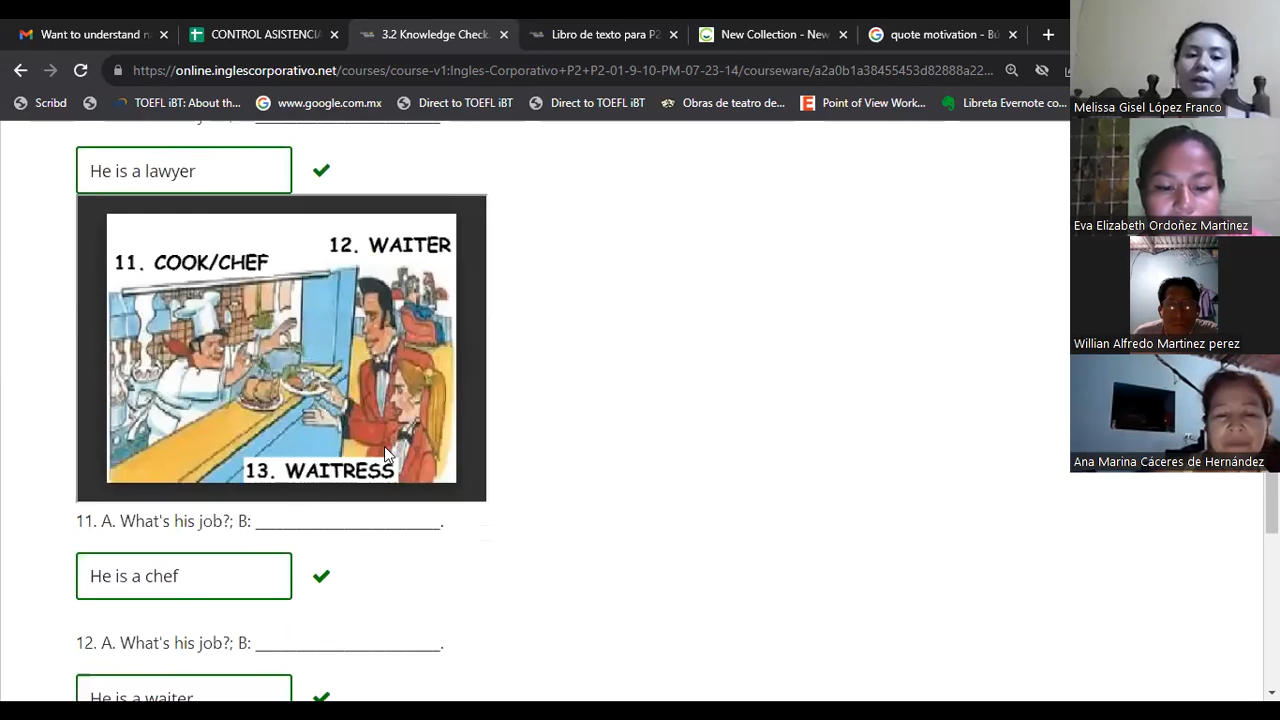 Want to understand n
CONTROL ASISTENCIA
3.2 Knowledge Check
Libro de texto para P2
New Collection - New
quote motivation - Bú
https://online.inglescorporativo.net/courses/course-v1:Ingles-Corporativo+P2+P2-01-9-10-PM-07-23-14/courseware/a2a0b1a38455453d82888a22...
Scribd
TOEFL iBT: About th...
www.google.com.mx
Direct to TOEFL iBT
Direct to TOEFL iBT
Obras de teatro de...
Point of View Work...
Libreta Evernote co...
He is a lawyer
12. WAITER
11. COOK/CHEF
13. WAITRESS
11. A. What's his job?; B: ______________________.
He is a chef
12. A. What's his job?; B: ______________________.
He is a waiter
Melissa Gisel López Franco
Eva Elizabeth Ordoñez Martinez
Willian Alfredo Martinez perez
Ana Marina Cáceres de Hernández